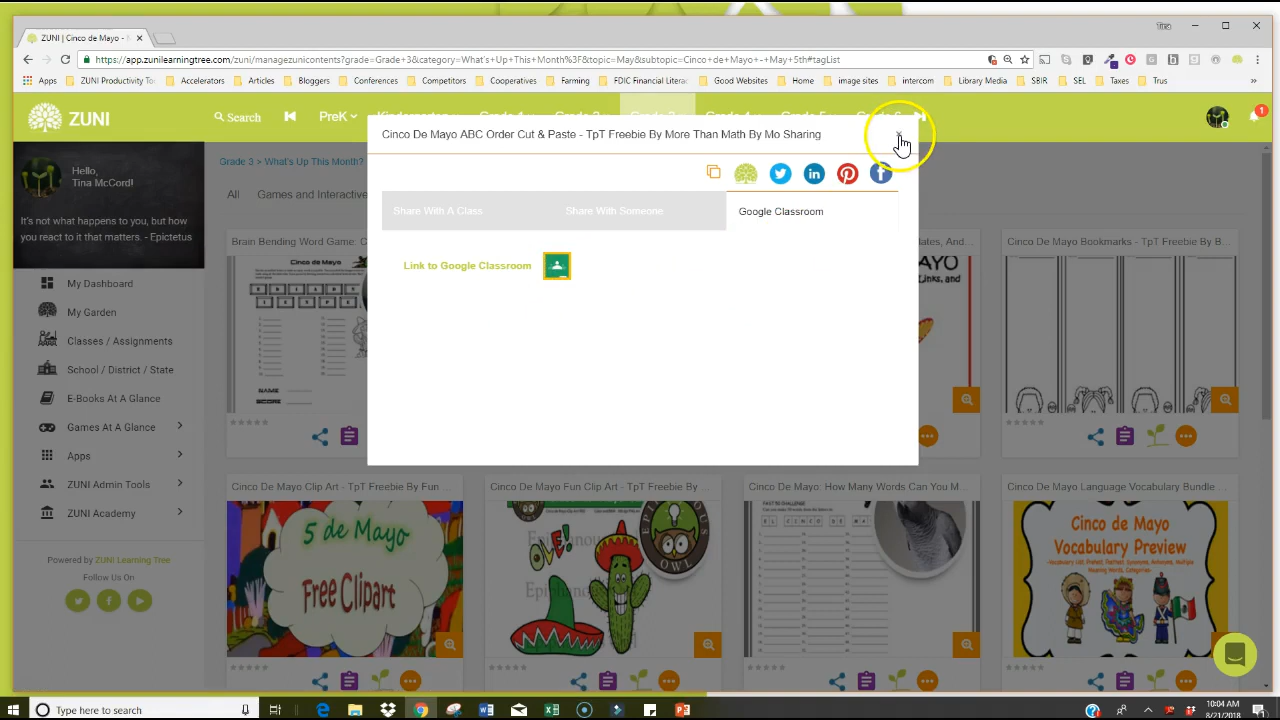 Tina
ZUNI | Cinco de Mayo -
https://app.zunilearningtree.com/zuni/managezunicontents?grade=Grade+3&category=What's+Up+This+Month%3F&topic=May&subtopic=Cinco+de+Mayo+-+May+5th#tagList
Apps ZUNI Productivity To Accelerators Articles Bloggers Conferences Competitors Cooperatives Farming FDIC Financial Litera Good Websites Home image sites intercom Library Media SBIR SEL Taxes Trus »
ZUNI Search PreK
1
Cinco De Mayo ABC Order Cut & Paste - TpT Freebie By More Than Math By Mo Sharing
Grade 3 > What's Up This Month?
Hello,
Tina McCord!
It's not what happens to you, but how
you react to it that matters. - Epictetus
All Games and Interactive
Share With A Class Share With Someone Google Classroom
Link to Google Classroom
Brain Bending Word Game: C
Cinco De Mayo Bookmarks - TpT Freebie By B...
Cinco de Mayo
NAME
SCORE
My Dashboard
My Garden
Classes / Assignments
School / District / State
E-Books At A Glance
Games At A Glance
Apps
ZUNI Admin Tools
ZUNI Academy
Powered by ZUNI Learning Tree
Follow Us On
Cinco De Mayo Clip Art - TpT Freebie By Fun ...
Cinco De Mayo Fun Clip Art - TpT Freebie By ...
Cinco De Mayo: How Many Words Can You M...
Cinco De Mayo Language Vocabulary Bundle ...
5 de Mayo
Free Clipart
Olé!
OWL
EL CINCO DE MAYO
Cinco de Mayo
Vocabulary Preview
Type here to search
10:04 AM
8/21/2018